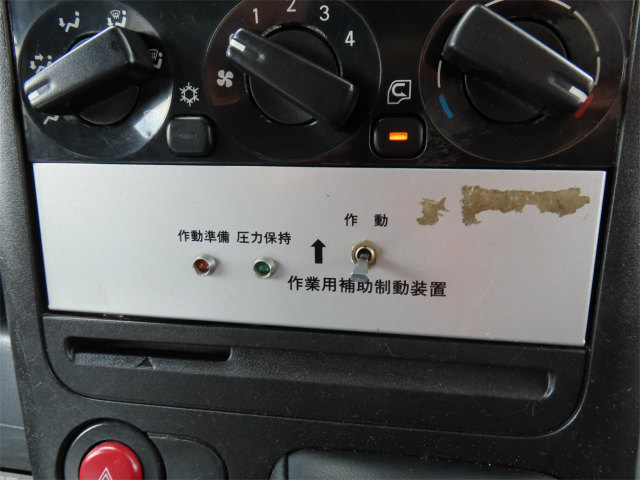 1 2 3 4
作動
作動準備 圧力保持
作業用補助制動装置